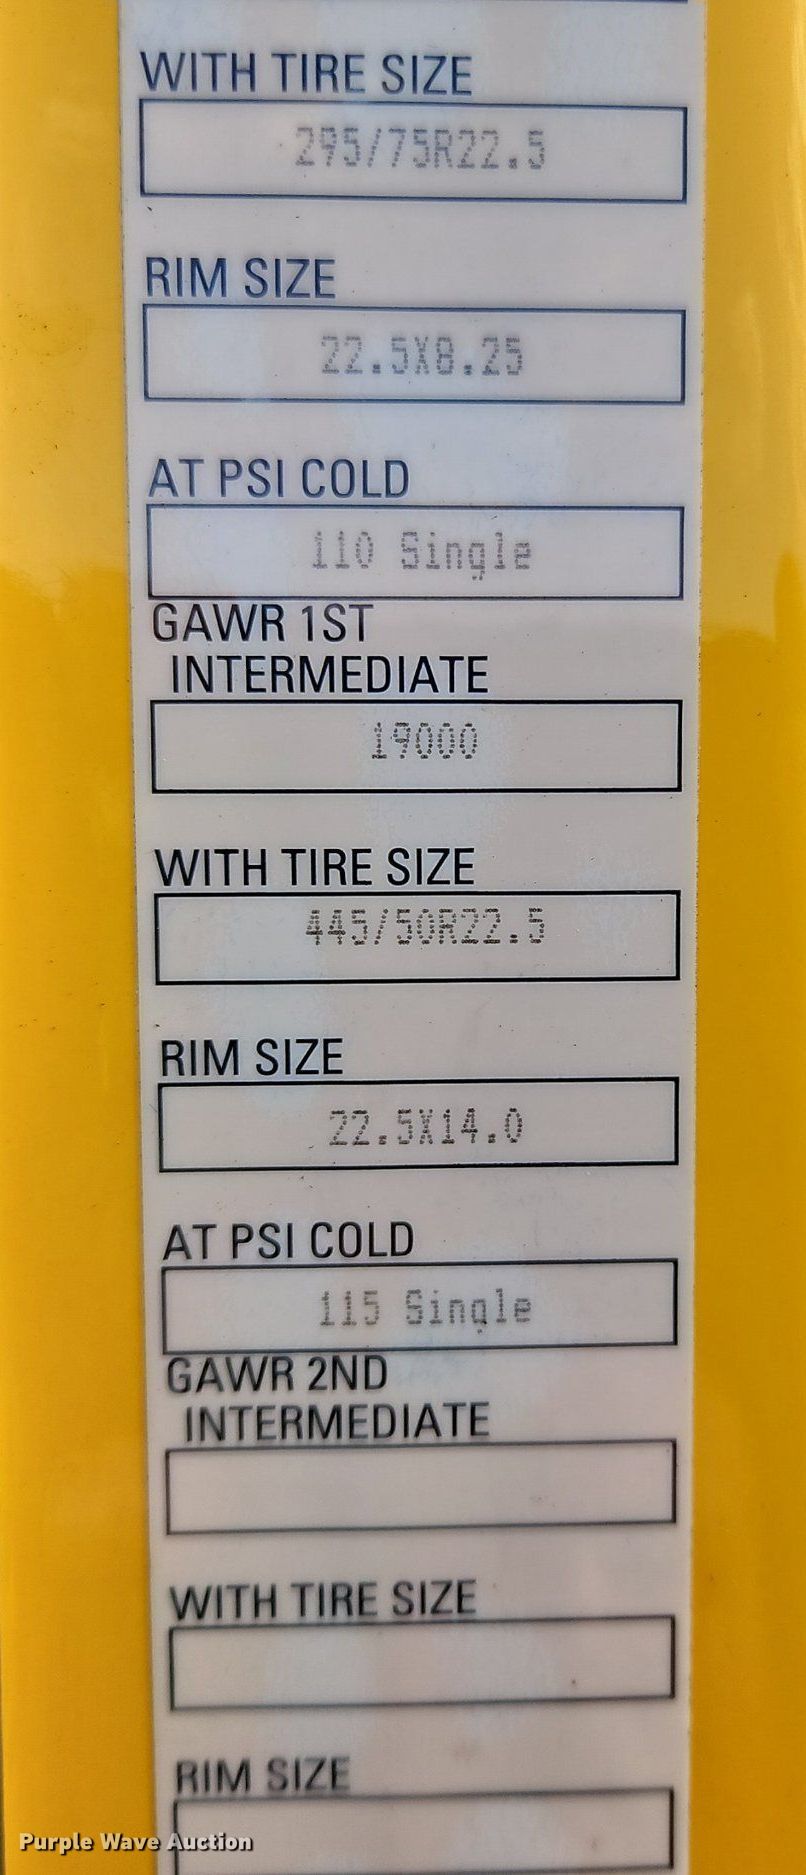 WITH TIRE SIZE
295/75R22.5
RIM SIZE
22.5X8.25
AT PSI COLD
110 Single
GAWR 1ST
INTERMEDIATE
19000
WITH TIRE SIZE
445/50R22.5
RIM SIZE
22.5X14.0
AT PSI COLD
115 Single
GAWR 2ND
INTERMEDIATE
WITH TIRE SIZE
RIM SIZE
Purple Wave Auction